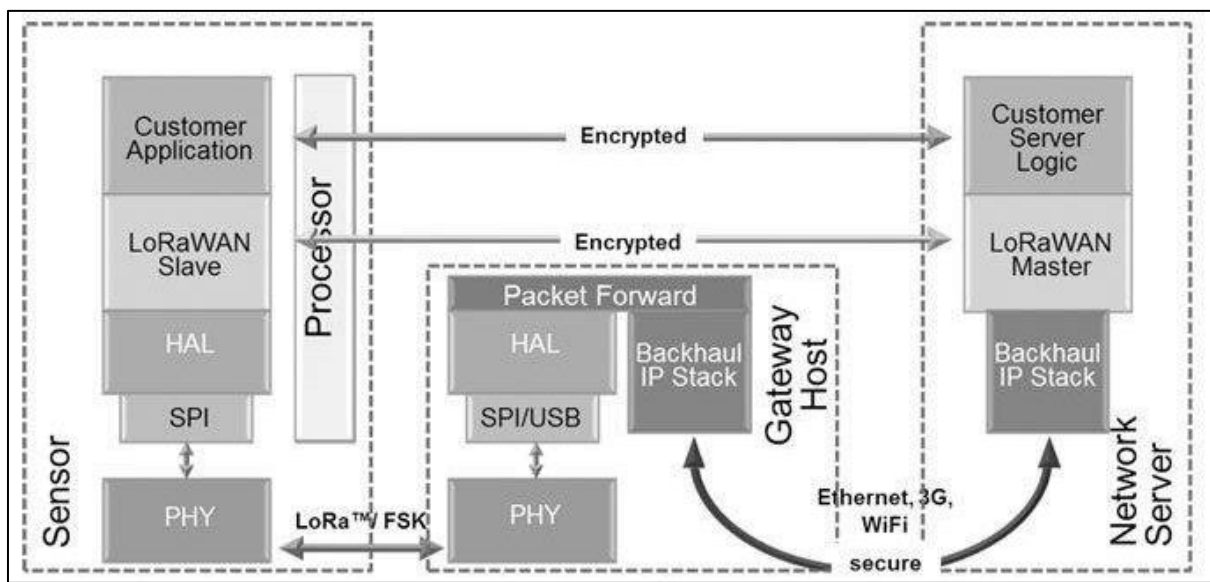 Sensor
Customer
Application
LoRaWAN
Slave
HAL
SPI
PHY
Processor
Encrypted
Encrypted
LoRa™/ FSK
Packet Forward
HAL
SPI/USB
PHY
Backhaul
IP Stack
Gateway
Host
Ethernet, 3G,
WiFi
secure
Customer
Server
Logic
LoRaWAN
Master
Backhaul
IP Stack
Network
Server